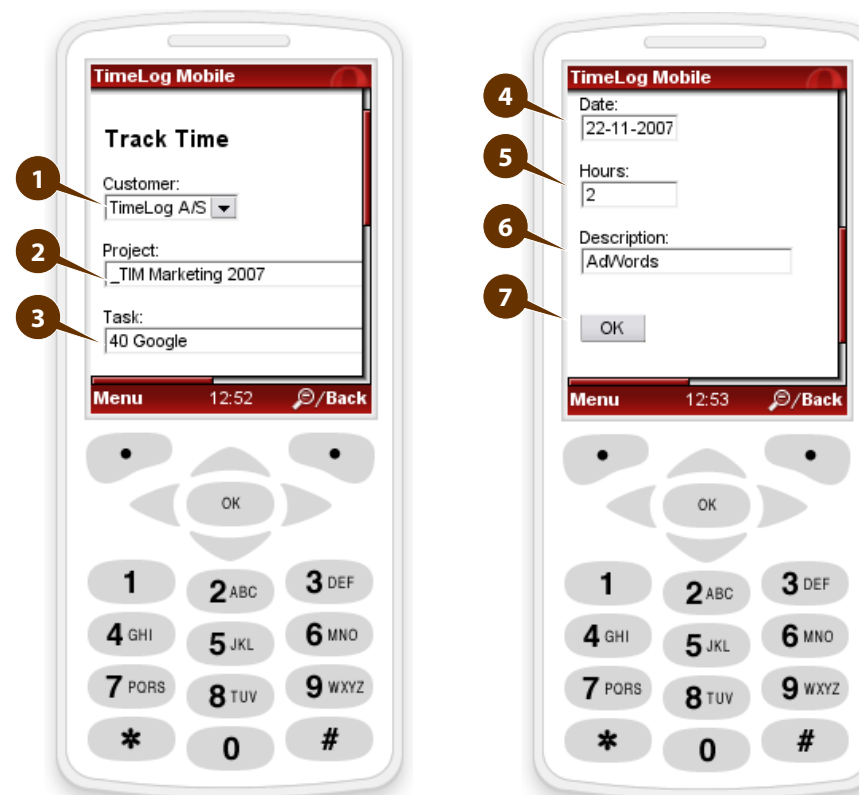 TimeLog Mobile
Track Time
1
Customer:
TimeLog A/S
2
Project:
_TIM Marketing 2007
3
Task:
40 Google
Menu 12:52 /Back
OK
1 2 ABC 3 DEF
4 GHI 5 JKL 6 MNO
7 PQRS 8 TUV 9 WXYZ
* 0 #
TimeLog Mobile
4
Date:
22-11-2007
5
Hours:
2
6
Description:
AdWords
7
OK
Menu 12:53 /Back
OK
1 2 ABC 3 DEF
4 GHI 5 JKL 6 MNO
7 PQRS 8 TUV 9 WXYZ
* 0 #